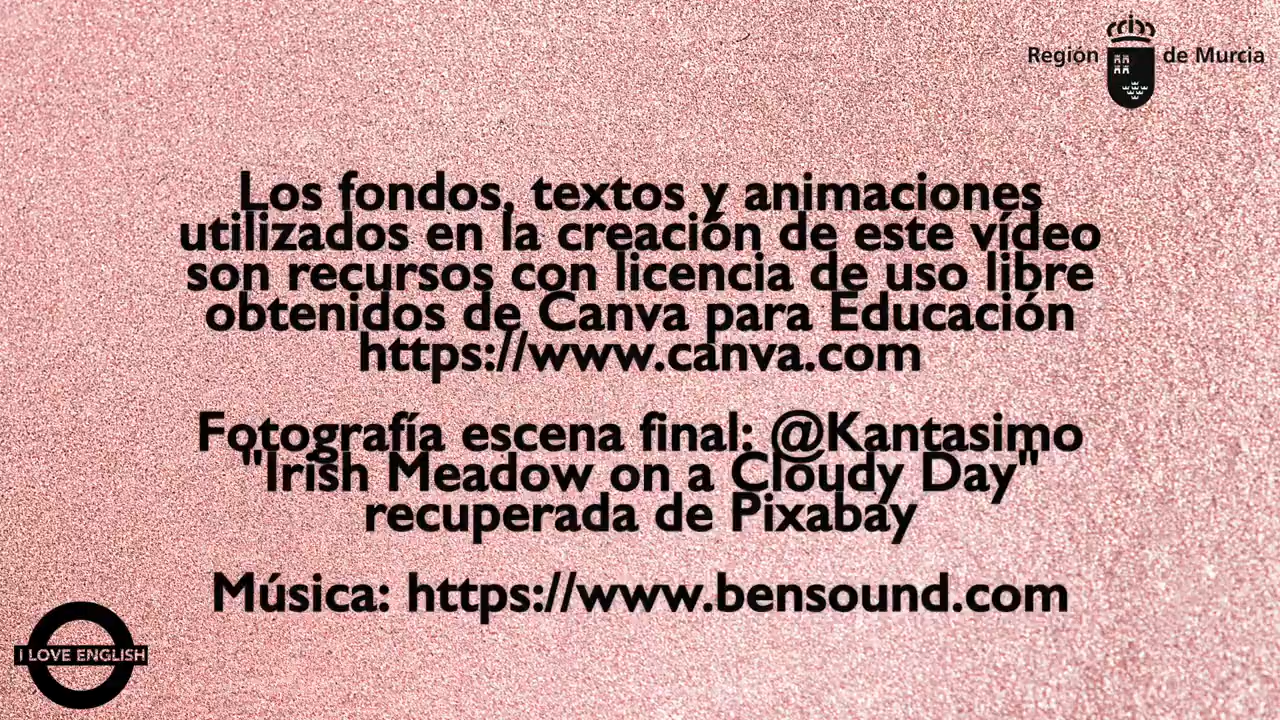 Región de Murcia
Los fondos, textos y animaciones
utilizados en la creación de este vídeo
son recursos con licencia de uso libre
obtenidos de Canva para Educación
https://www.canva.com
Fotografía escena final: @Kantasimo
"Irish Meadow on a Cloudy Day"
recuperada de Pixabay
Música: https://www.bensound.com
I LOVE ENGLISH